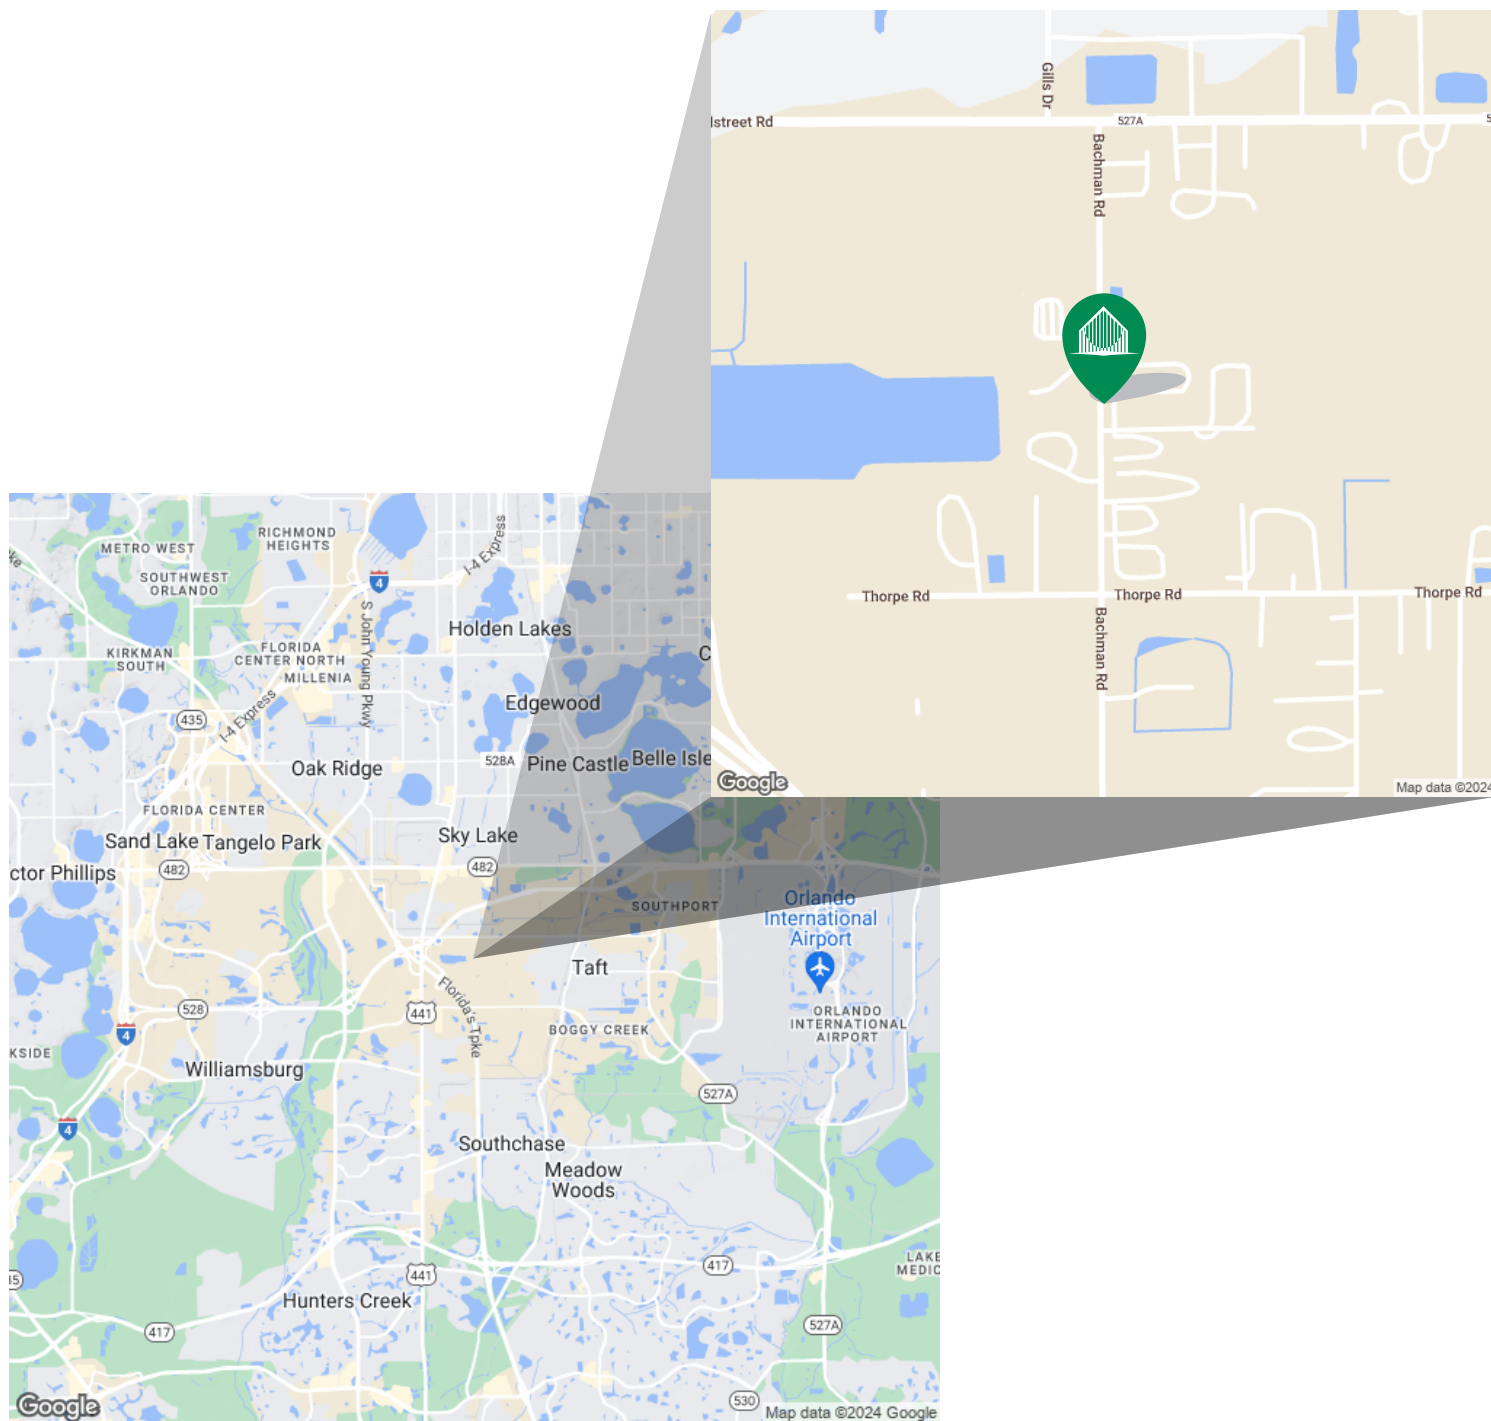 Gills Dr
lstreet Rd
527A
5
Bachman Rd
Thorpe Rd
Thorpe Rd
Thorpe Rd
Bachman Rd
Google
Map data ©2024
RICHMOND
HEIGHTS
I-4 Express
METRO WEST
ke
SOUTHWEST
ORLANDO
4
S John Young Pkwy
Holden Lakes
KIRKMAN
SOUTH
FLORIDA
CENTER NORTH
MILLENIA
C
Edgewood
435
I-4 Express
Oak Ridge
528A
Pine Castle
Belle Isle
FLORIDA CENTER
Sand Lake
Tangelo Park
Sky Lake
ctor Phillips
482
482
SOUTHPORT
Orlando
International
Airport
Taft
528
441
Florida's Tpke
BOGGY CREEK
ORLANDO
INTERNATIONAL
AIRPORT
4
KSIDE
Williamsburg
527A
4
Southchase
Meadow
Woods
LAKE
MEDIC
417
35
441
Hunters Creek
417
527A
530
Google
Map data ©2024 Google